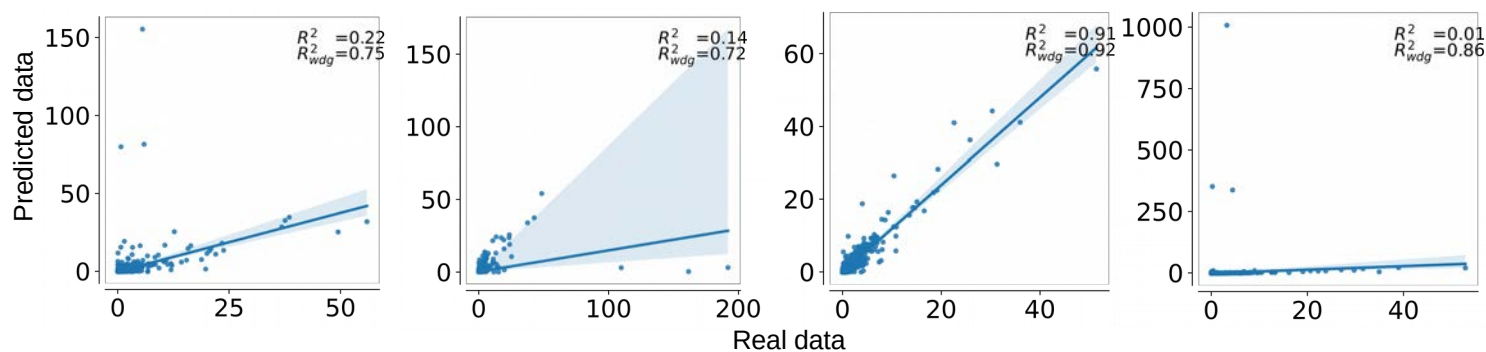 Predicted data
150
100
50
0
0
25
50
R² =0.22
R²wdg=0.75
150
100
50
0
0
100
200
R² =0.14
R²wdg=0.72
60
40
20
0
0
20
40
R² =0.91
R²wdg=0.92
1000
750
500
250
0
0
20
40
R² =0.01
R²wdg=0.86
Real data